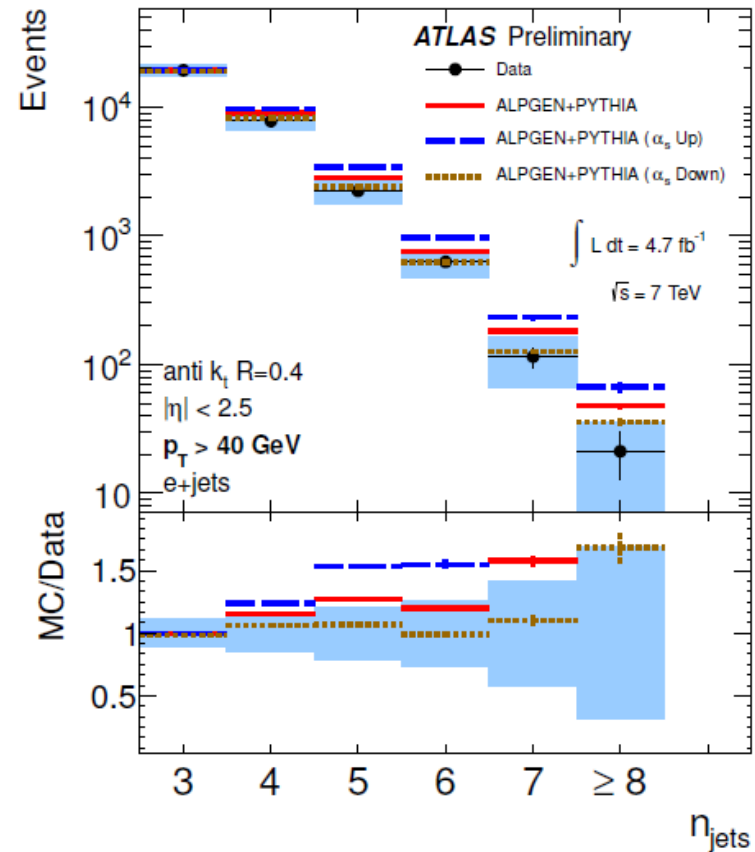 ATLAS Preliminary
Data
ALPGEN+PYTHIA
ALPGEN+PYTHIA (αs Up)
ALPGEN+PYTHIA (αs Down)
∫ L dt = 4.7 fb⁻¹
√s = 7 TeV
Events
10⁴
10³
10²
10
anti kt R=0.4
|η| < 2.5
pT > 40 GeV
e+jets
MC/Data
1.5
1
0.5
3 4 5 6 7 ≥ 8
njets